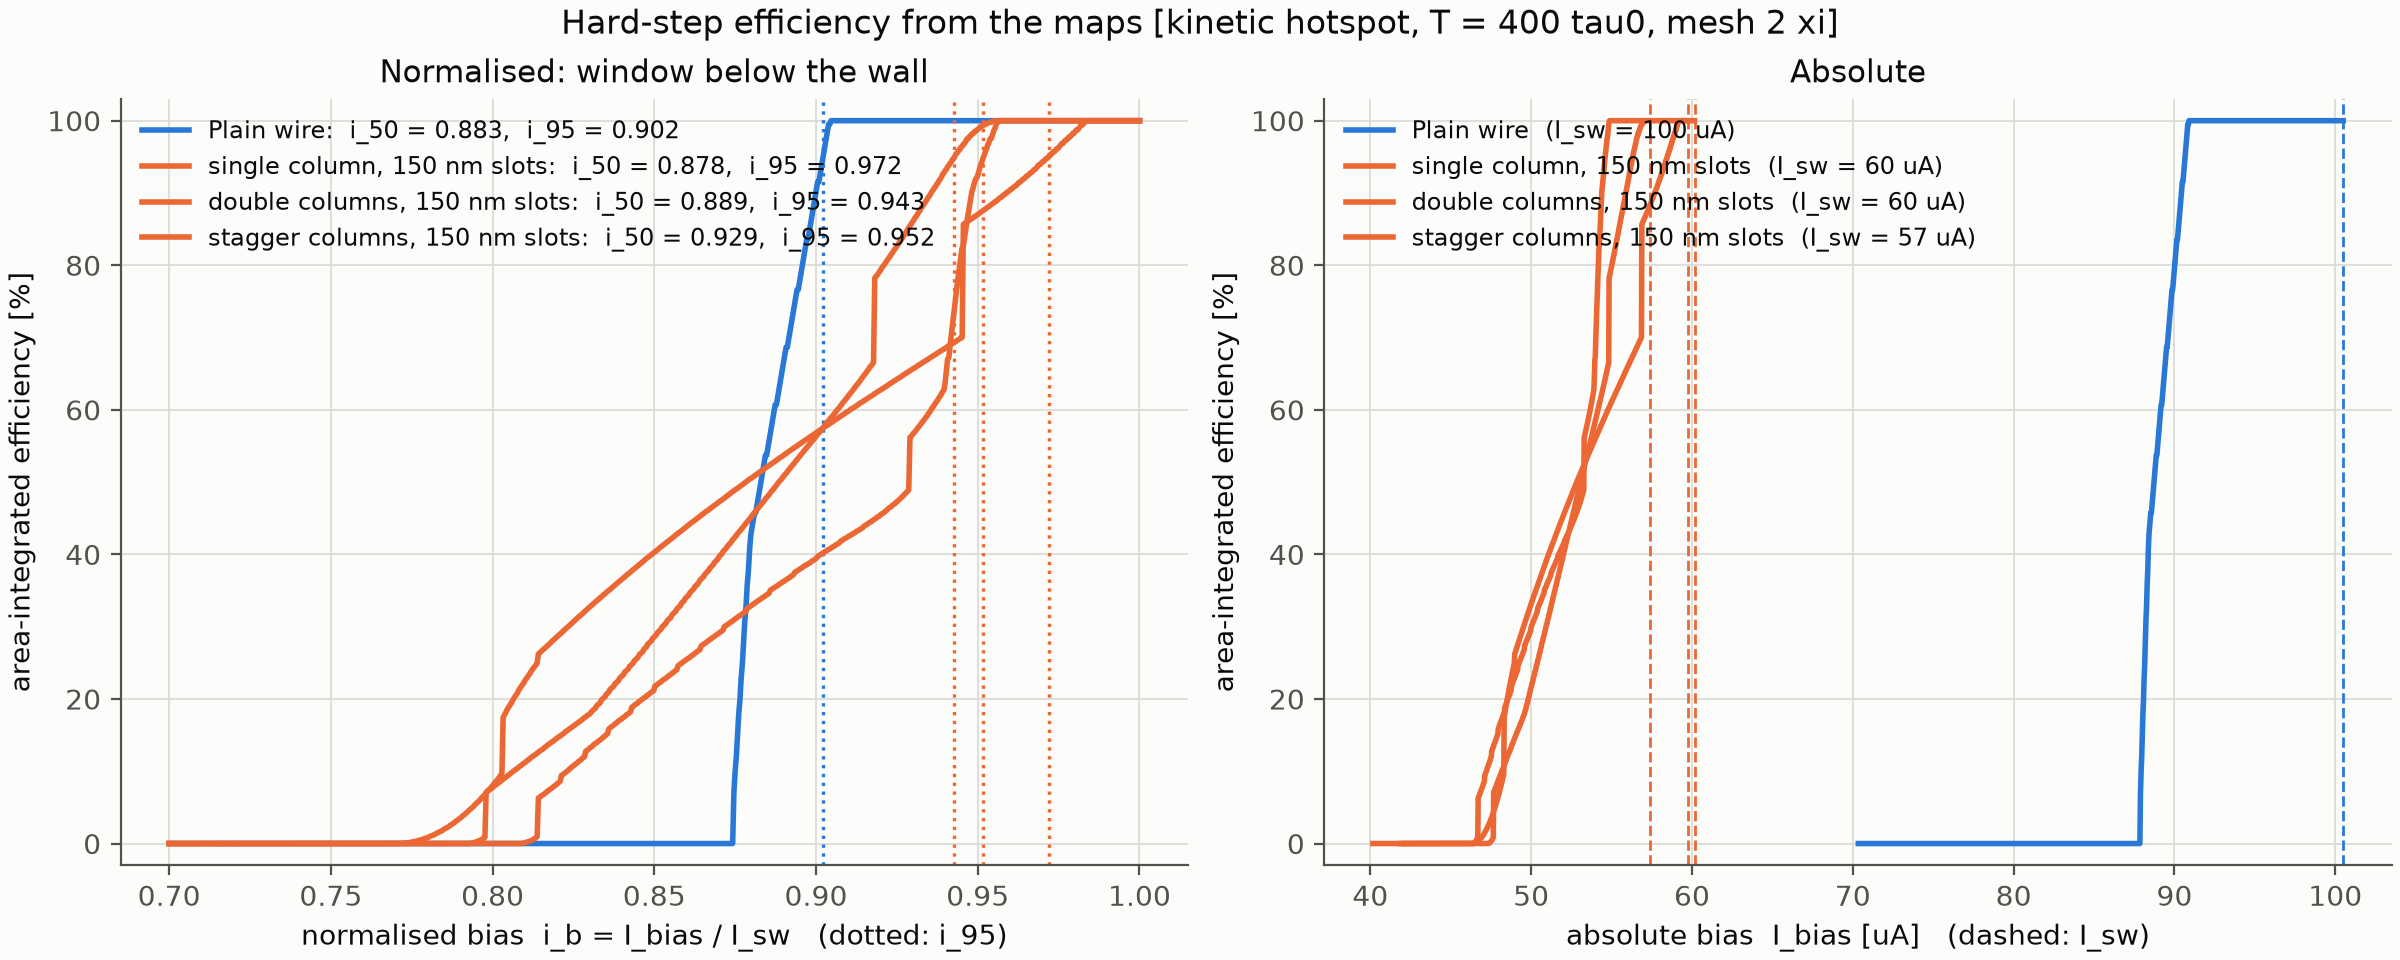 Hard-step efficiency from the maps [kinetic hotspot, T = 400 tau0, mesh 2 xi]
Normalised: window below the wall
area-integrated efficiency [%]
100
80
60
40
20
0
Plain wire:  i_50 = 0.883,  i_95 = 0.902
single column, 150 nm slots:  i_50 = 0.878,  i_95 = 0.972
double columns, 150 nm slots:  i_50 = 0.889,  i_95 = 0.943
stagger columns, 150 nm slots:  i_50 = 0.929,  i_95 = 0.952
0.70 0.75 0.80 0.85 0.90 0.95 1.00
normalised bias  i_b = I_bias / I_sw   (dotted: i_95)
Absolute
area-integrated efficiency [%]
100
80
60
40
20
0
Plain wire  (I_sw = 100 uA)
single column, 150 nm slots  (I_sw = 60 uA)
double columns, 150 nm slots  (I_sw = 60 uA)
stagger columns, 150 nm slots  (I_sw = 57 uA)
40 50 60 70 80 90 100
absolute bias  I_bias [uA]   (dashed: I_sw)